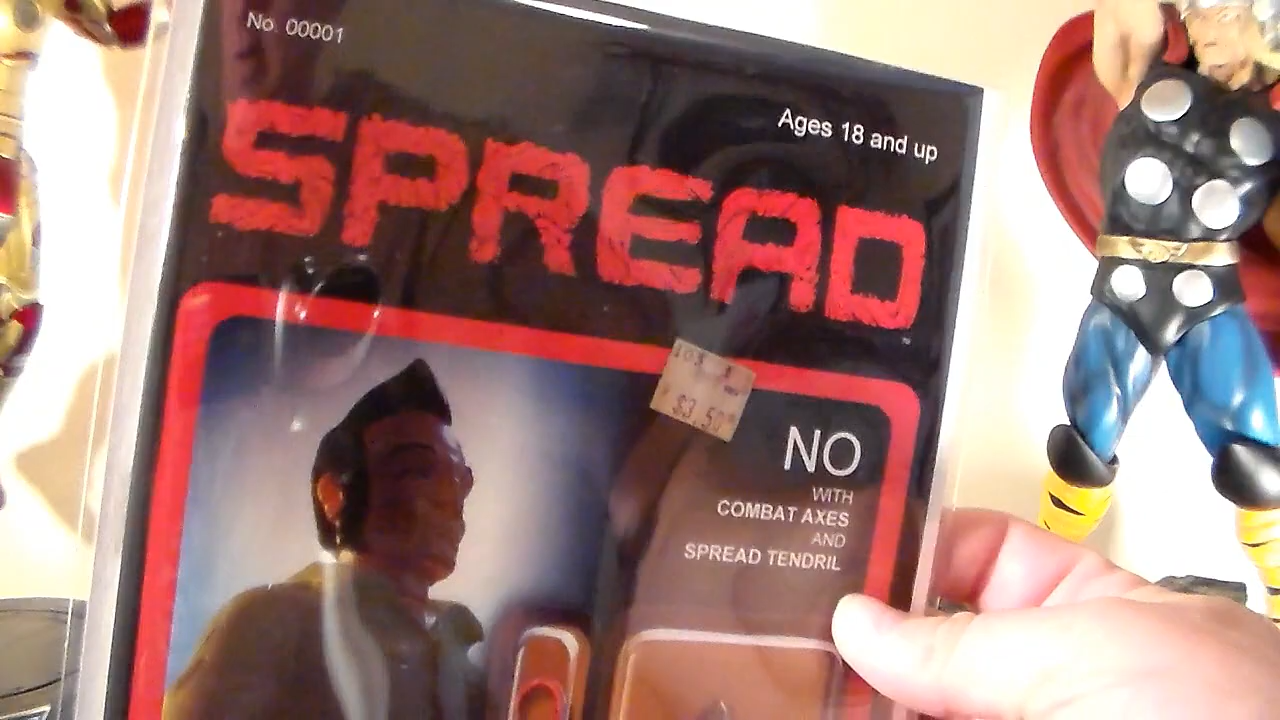 No. 00001
Ages 18 and up
SPREAD
$3.50
NO
WITH
COMBAT AXES
AND
SPREAD TENDRIL